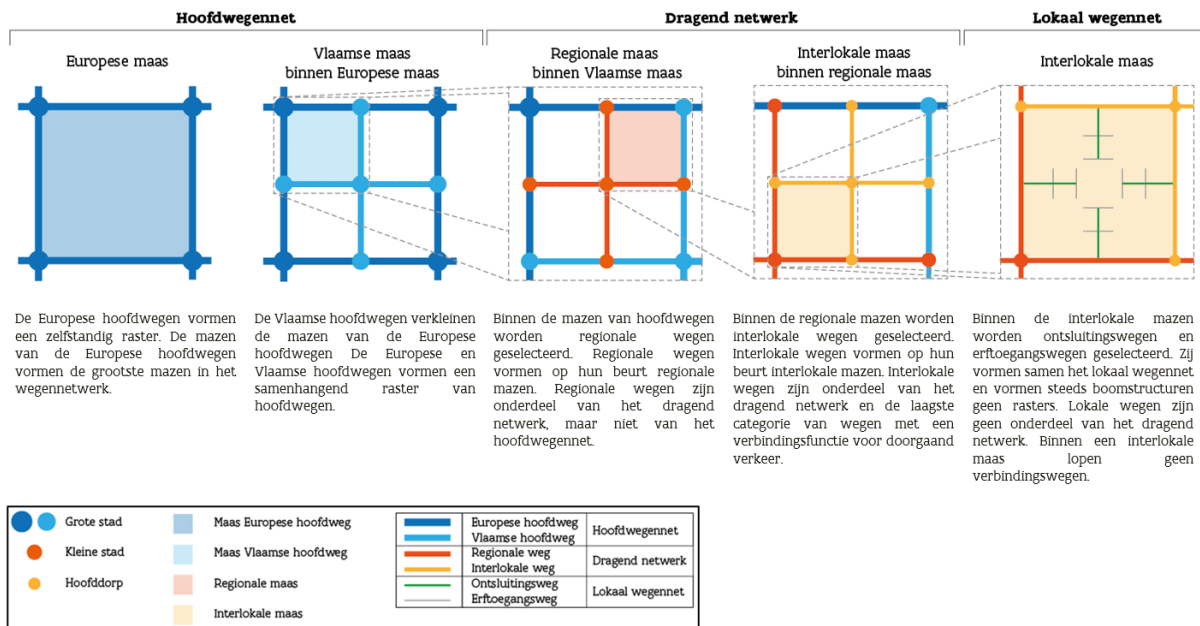 Hoofdwegennet
Dragend netwerk
Lokaal wegennet
Europese maas
Vlaamse maas
binnen Europese maas
Regionale maas
binnen Vlaamse maas
Interlokale maas
binnen regionale maas
Interlokale maas
De Europese hoofdwegen vormen
een zelfstandig raster. De mazen
van de Europese hoofdwegen
vormen de grootste mazen in het
wegennetwerk.
De Vlaamse hoofdwegen verkleinen
de mazen van de Europese
hoofdwegen De Europese en
Vlaamse hoofdwegen vormen een
samenhangend raster van
hoofdwegen.
Binnen de mazen van hoofdwegen
worden regionale wegen
geselecteerd. Regionale wegen
vormen op hun beurt regionale
mazen. Regionale wegen zijn
onderdeel van het dragend
netwerk, maar niet van het
hoofdwegennet.
Binnen de regionale mazen worden
interlokale wegen geselecteerd.
Interlokale wegen vormen op hun
beurt interlokale mazen. Interlokale
wegen zijn onderdeel van het
dragend netwerk en de laagste
categorie van wegen met een
verbindingsfunctie voor doorgaand
verkeer.
Binnen de interlokale mazen
worden ontsluitingswegen en
erftoegangswegen geselecteerd. Zij
vormen samen het lokaal wegennet
en vormen steeds boomstructuren
geen rasters. Lokale wegen zijn
geen onderdeel van het dragend
netwerk. Binnen een interlokale
maas lopen geen
verbindingswegen.
Grote stad
Kleine stad
Hoofddorp
Maas Europese hoofdweg
Maas Vlaamse hoofdweg
Regionale maas
Interlokale maas
Europese hoofdweg
Vlaamse hoofdweg
Hoofdwegennet
Regionale weg
Interlokale weg
Dragend netwerk
Ontsluitingsweg
Erftoegangsweg
Lokaal wegennet